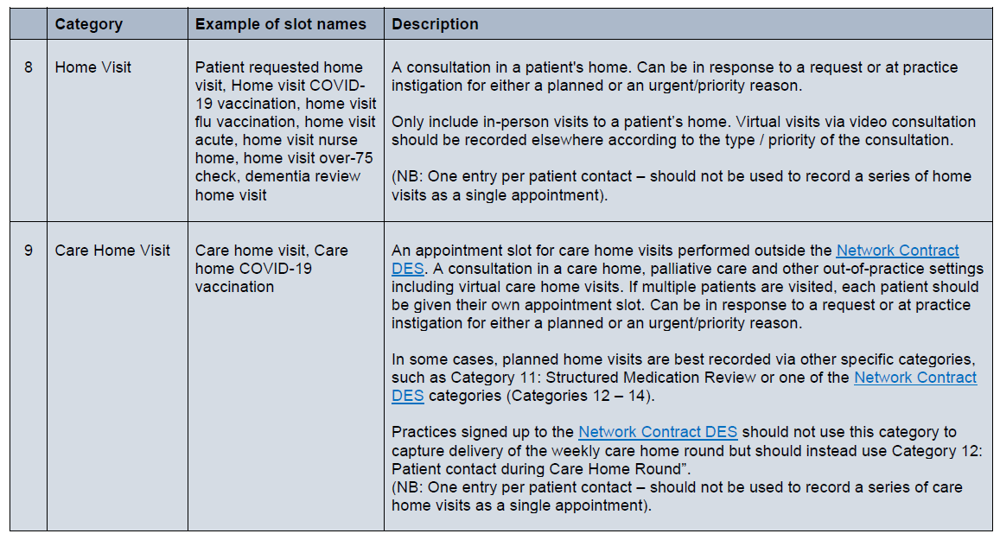 Category
Example of slot names
Description
8
Home Visit
Patient requested home
visit, Home visit COVID-
19 vaccination, home visit
flu vaccination, home visit
acute, home visit nurse
home, home visit over-75
check, dementia review
home visit
A consultation in a patient's home. Can be in response to a request or at practice
instigation for either a planned or an urgent/priority reason.
Only include in-person visits to a patient’s home. Virtual visits via video consultation
should be recorded elsewhere according to the type / priority of the consultation.
(NB: One entry per patient contact – should not be used to record a series of home
visits as a single appointment).
9
Care Home Visit
Care home visit, Care
home COVID-19
vaccination
An appointment slot for care home visits performed outside the Network Contract
DES. A consultation in a care home, palliative care and other out-of-practice settings
including virtual care home visits. If multiple patients are visited, each patient should
be given their own appointment slot. Can be in response to a request or at practice
instigation for either a planned or an urgent/priority reason.
In some cases, planned home visits are best recorded via other specific categories,
such as Category 11: Structured Medication Review or one of the Network Contract
DES categories (Categories 12 – 14).
Practices signed up to the Network Contract DES should not use this category to
capture delivery of the weekly care home round but should instead use Category 12:
Patient contact during Care Home Round”.
(NB: One entry per patient contact – should not be used to record a series of care
home visits as a single appointment).